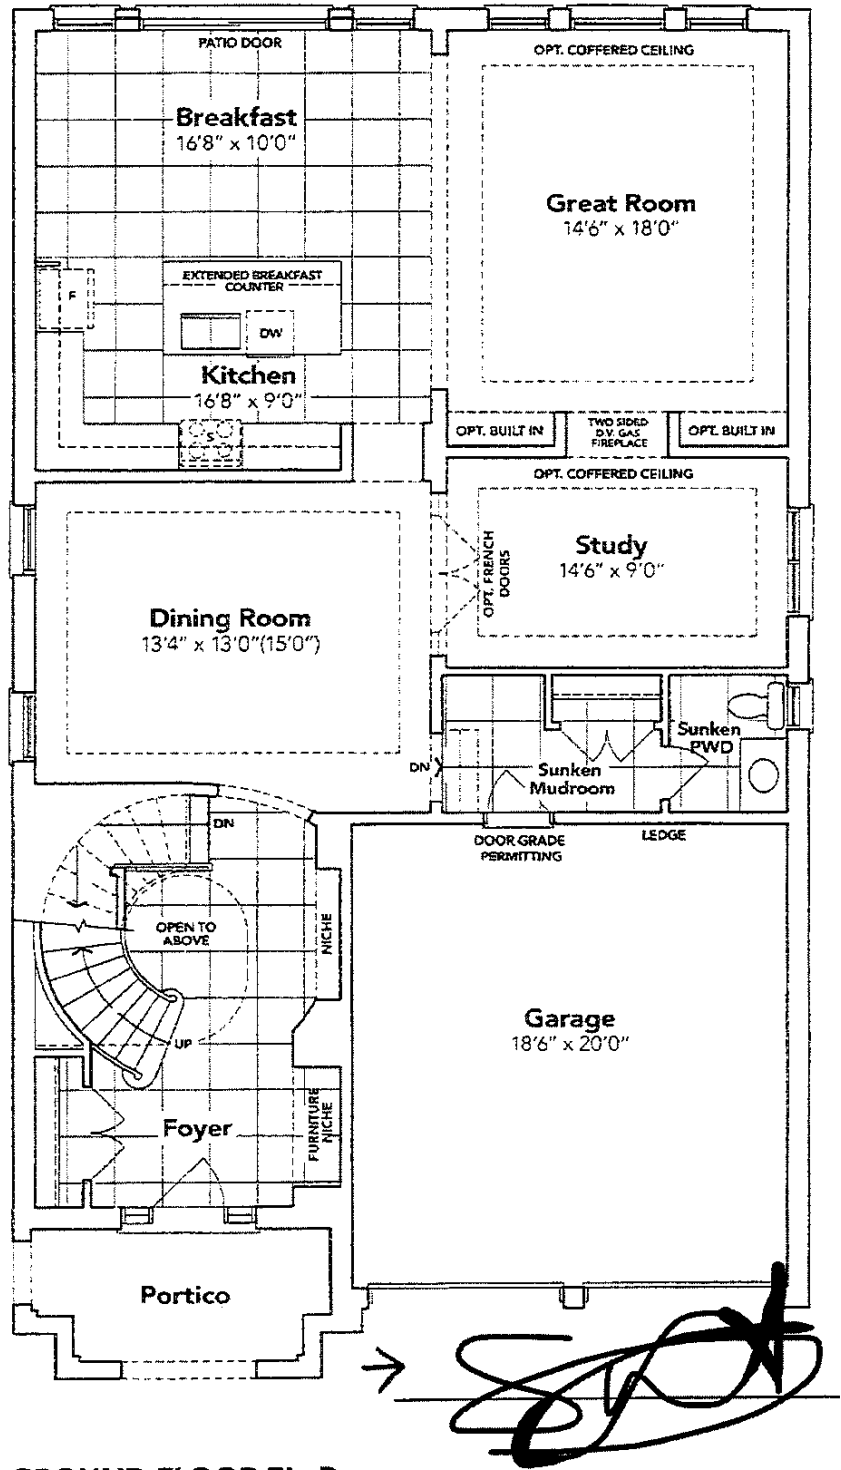 PATIO DOOR
OPT. COFFERED CEILING
Breakfast
16'8" x 10'0"
Great Room
14'6" x 18'0"
EXTENDED BREAKFAST
COUNTER
F
DW
Kitchen
16'8" x 9'0"
S
OPT. BUILT IN
TWO SIDED
D.V. GAS
FIREPLACE
OPT. BUILT IN
OPT. COFFERED CEILING
Study
14'6" x 9'0"
OPT. FRENCH
DOORS
Dining Room
13'4" x 13'0"(15'0")
Sunken
PWD
DN
Sunken
Mudroom
DN
DOOR GRADE
PERMITTING
LEDGE
OPEN TO
ABOVE
NICHE
Garage
18'6" x 20'0"
UP
Foyer
FURNITURE
NICHE
Portico